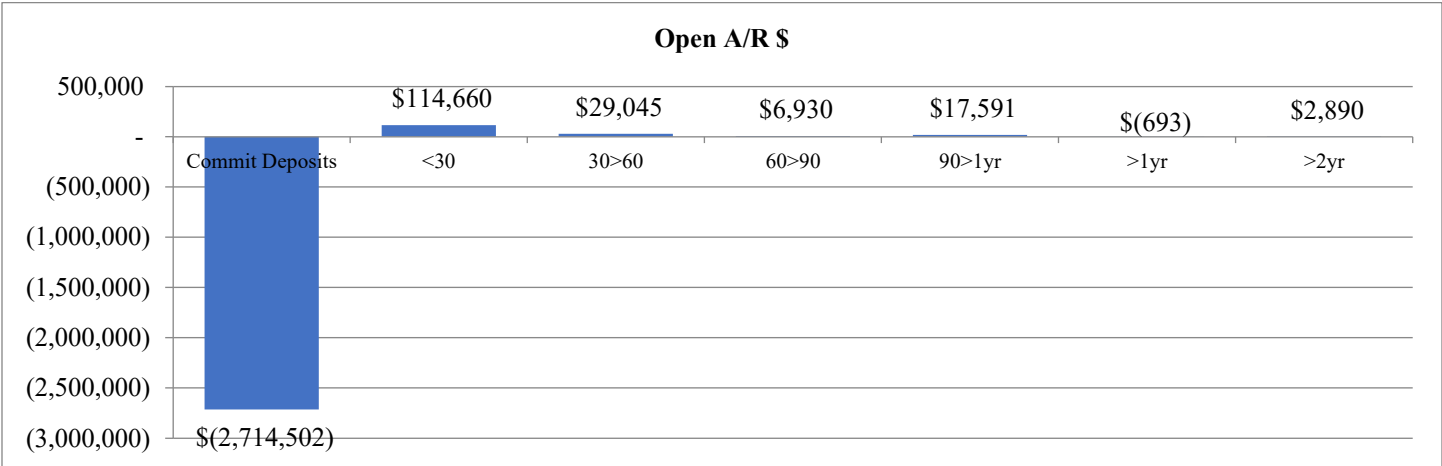 Open A/R $
500,000
$114,660 $29,045 $6,930 $17,591 $(693) $2,890
-
Commit Deposits <30 30>60 60>90 90>1yr >1yr >2yr
(500,000)
(1,000,000)
(1,500,000)
(2,000,000)
(2,500,000)
(3,000,000) $(2,714,502)